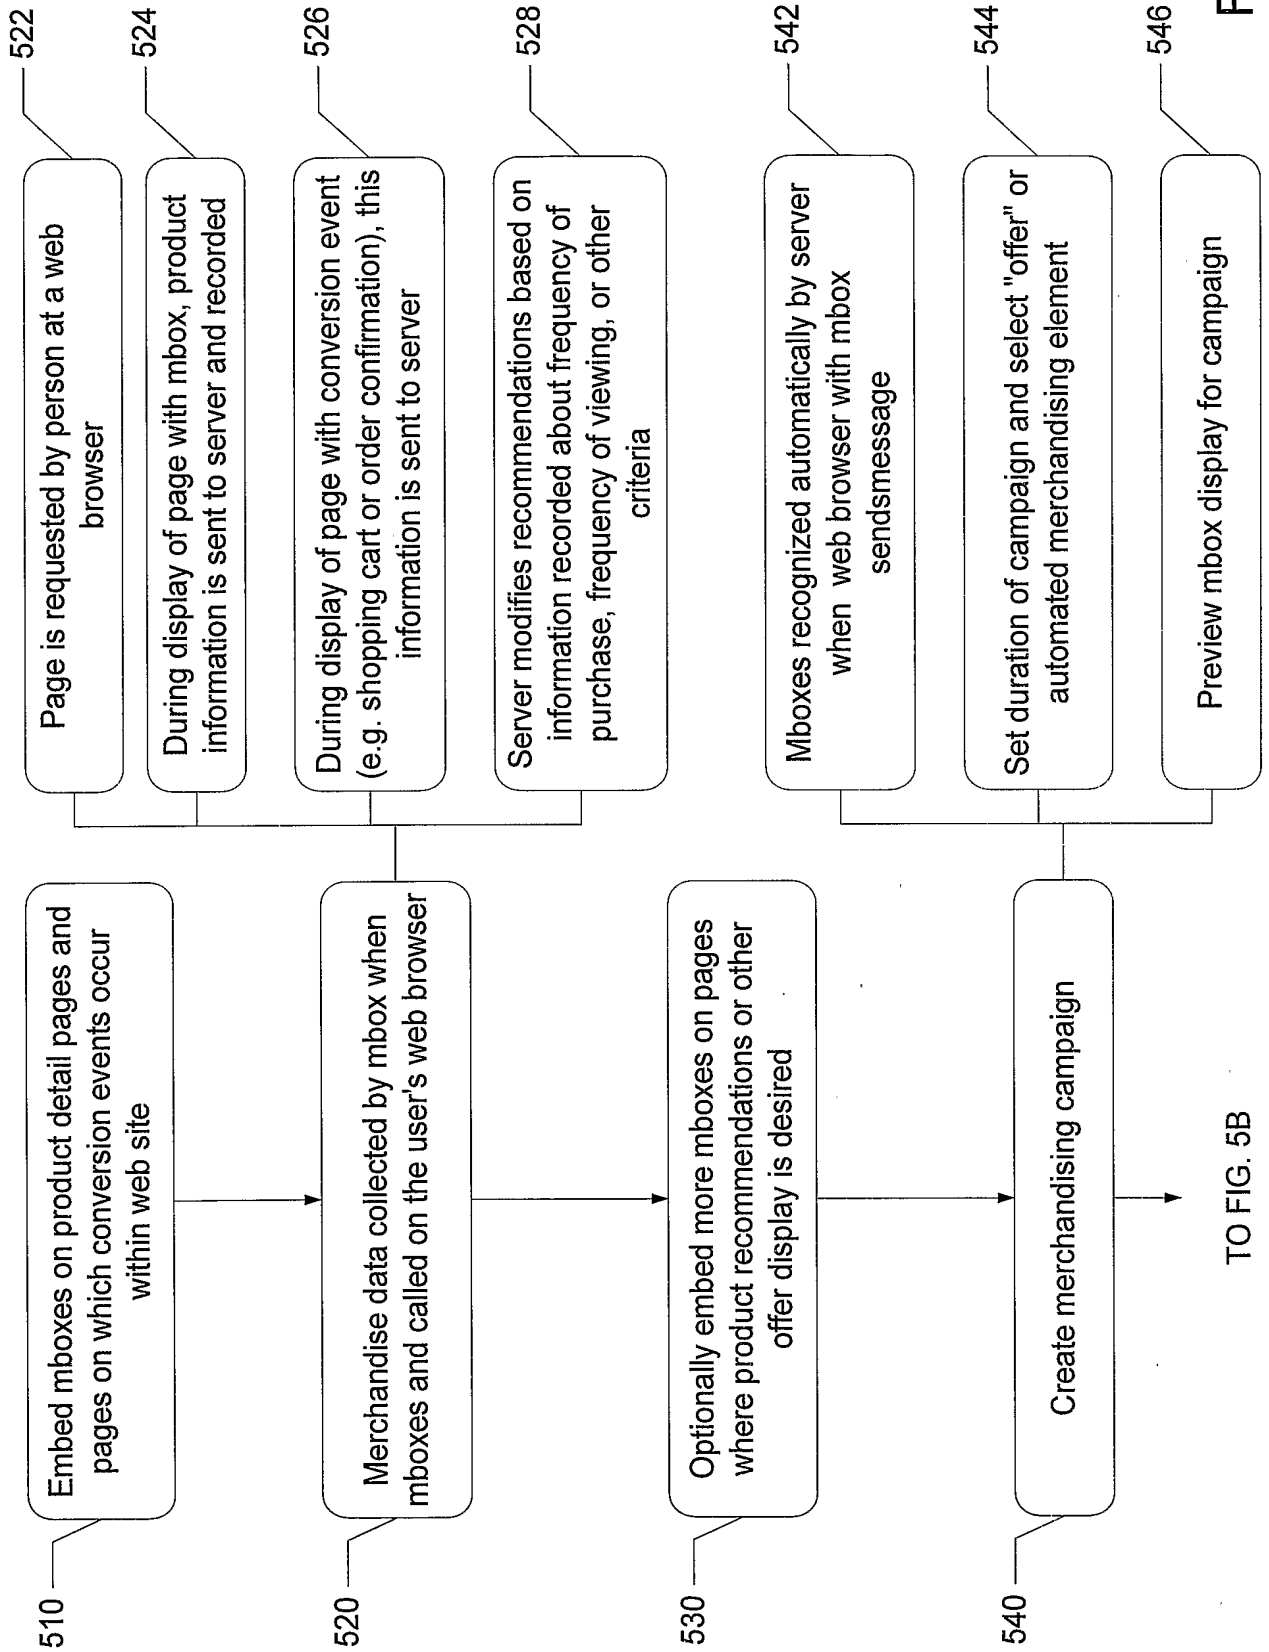 510
Embed mboxes on product detail pages and
pages on which conversion events occur
within web site
520
Merchandise data collected by mbox when
mboxes and called on the user's web browser
522
Page is requested by person at a web
browser
524
During display of page with mbox, product
information is sent to server and recorded
526
During display of page with conversion event
(e.g. shopping cart or order confirmation), this
information is sent to server
528
Server modifies recommendations based on
information recorded about frequency of
purchase, frequency of viewing, or other
criteria
530
Optionally embed more mboxes on pages
where product recommendations or other
offer display is desired
540
Create merchandising campaign
542
Mboxes recognized automatically by server
when web browser with mbox
sendsmessage
544
Set duration of campaign and select "offer" or
automated merchandising element
546
Preview mbox display for campaign
TO FIG. 5B